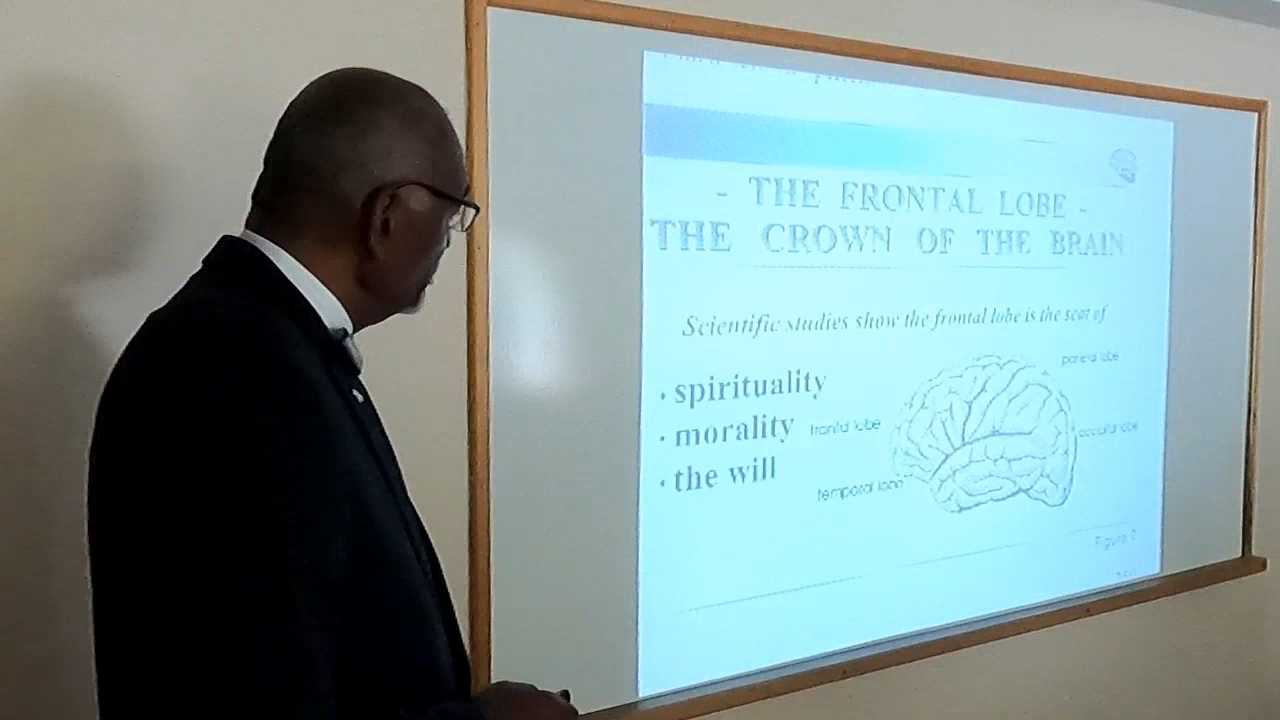 - THE FRONTAL LOBE -
THE CROWN OF THE BRAIN
Scientific studies show the frontal lobe is the seat of
parietal lobe
• spirituality
• morality
frontal lobe
occipital lobe
• the will
temporal lobe
Figure